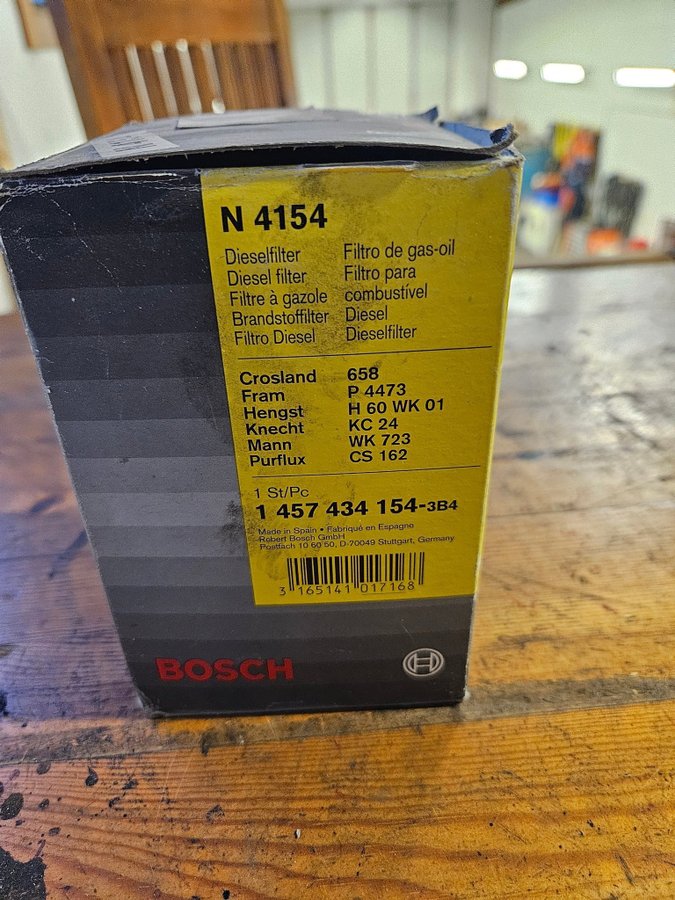 N 4154
Dieselfilter
Diesel filter
Filtre à gazole
Brandstoffilter
Filtro Diesel
Filtro de gas-oil
Filtro para
combustível
Diesel
Dieselfilter
Crosland 658
Fram P 4473
Hengst H 60 WK 01
Knecht KC 24
Mann WK 723
Purflux CS 162
1 St/Pc
1 457 434 154-3B4
Made in Spain • Fabriqué en Espagne
Robert Bosch GmbH
Postfach 10 60 50, D-70049 Stuttgart, Germany
3 165141 017168
BOSCH